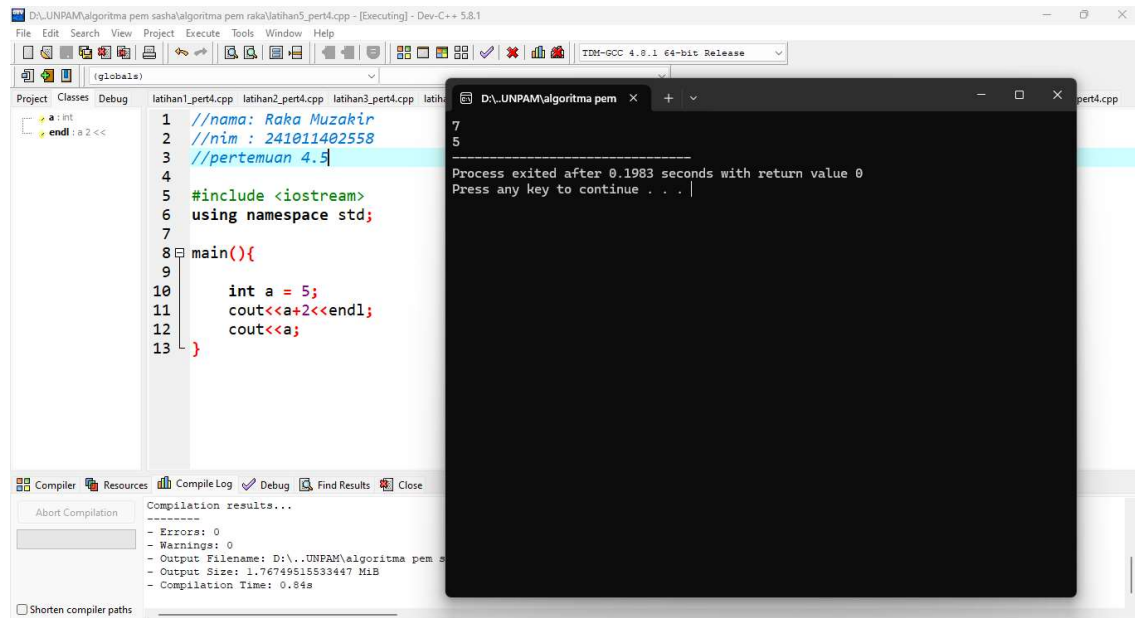 D:\..UNPAM\algoritma pem sasha\algoritma pem raka\latihan5_pert4.cpp - [Executing] - Dev-C++ 5.8.1
File Edit Search View Project Execute Tools Window Help
TDM-GCC 4.8.1 64-bit Release
(globals)
Project Classes Debug
latihan1_pert4.cpp latihan2_pert4.cpp latihan3_pert4.cpp
pert4.cpp
a : int
endl : a 2 <<
1 //nama: Raka Muzakir
2 //nim : 241011402558
3 //pertemuan 4.5
4
5 #include <iostream>
6 using namespace std;
7
8 main(){
9
10 int a = 5;
11 cout<<a+2<<endl;
12 cout<<a;
13 }
D:\..UNPAM\algoritma pem
7
5
--------------------------------
Process exited after 0.1983 seconds with return value 0
Press any key to continue . . .
Compiler Resources Compile Log Debug Find Results Close
Abort Compilation
Shorten compiler paths
Compilation results...
--------
- Errors: 0
- Warnings: 0
- Output Filename: D:\..UNPAM\algoritma pem s
- Output Size: 1.76749515533447 MiB
- Compilation Time: 0.84s